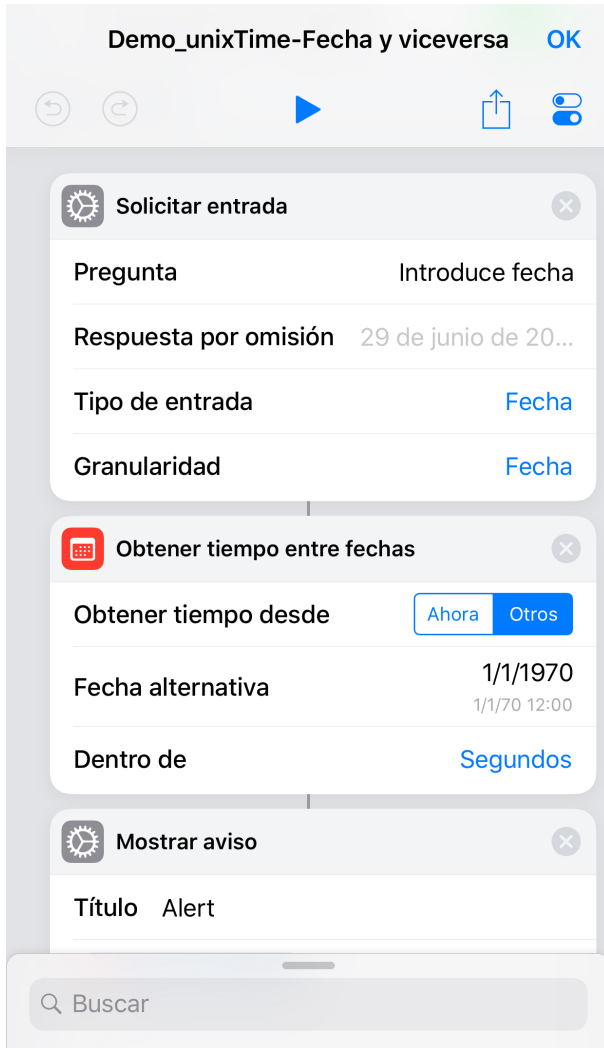 Demo_unixTime-Fecha y viceversa OK
Solicitar entrada
Pregunta Introduce fecha
Respuesta por omisión 29 de junio de 20...
Tipo de entrada Fecha
Granularidad Fecha
Obtener tiempo entre fechas
Obtener tiempo desde Ahora Otros
Fecha alternativa 1/1/1970
1/1/70 12:00
Dentro de Segundos
Mostrar aviso
Título Alert
Buscar